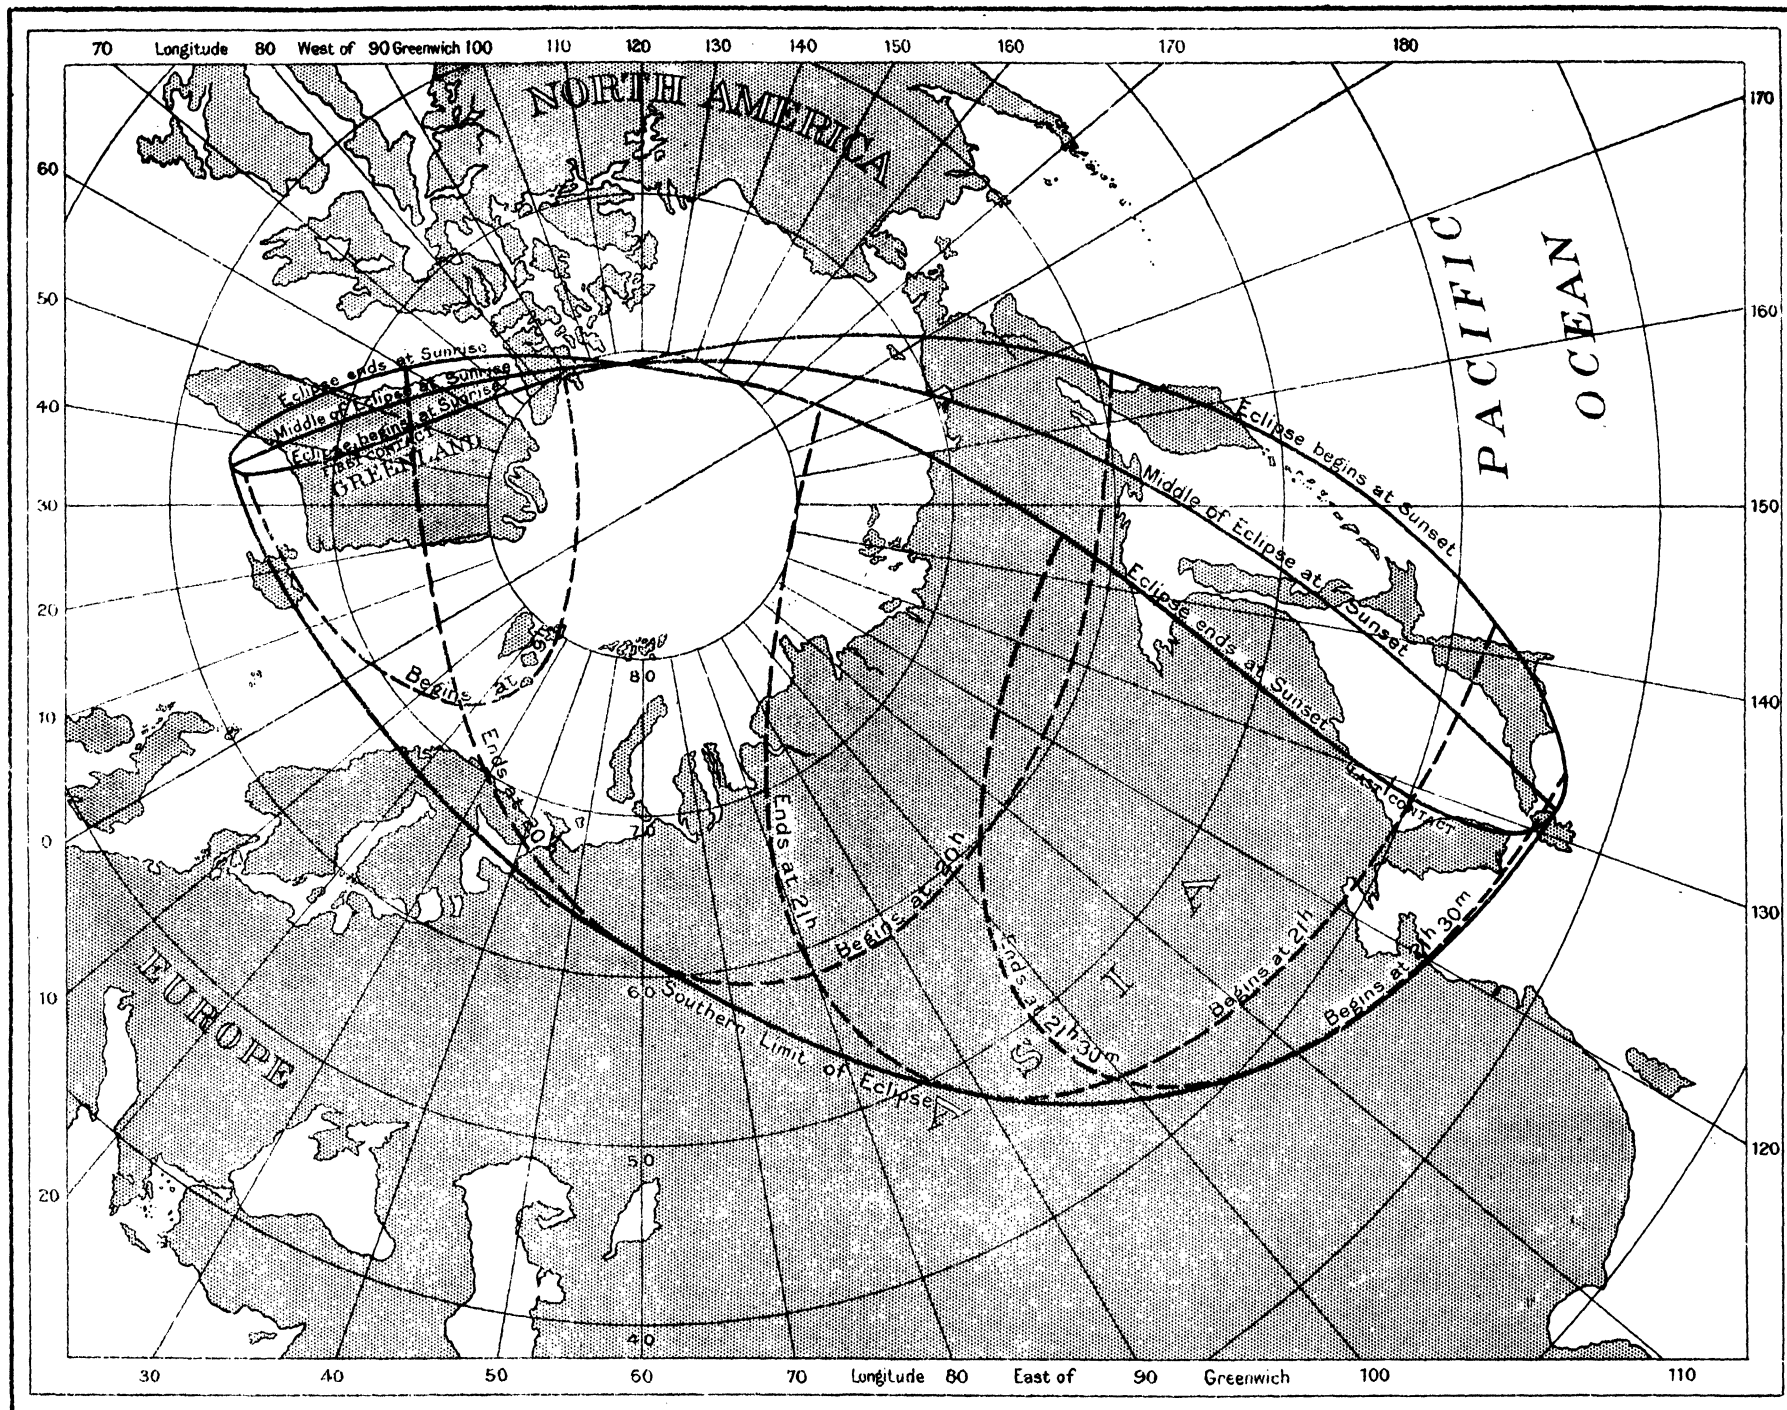 70 Longitude 80 West of 90 Greenwich 100 110 120 130 140 150 160 170 180
170
60
50
40
30
20
10
0
10
20
160
150
140
130
120
NORTH AMERICA
PACIFIC
OCEAN
Eclipse ends at Sunrise
Middle of Eclipse at Sunrise
Eclipse begins at Sunrise
FIRST CONTACT
GREENLAND
Eclipse begins at Sunset
Middle of Eclipse at Sunset
Eclipse ends at Sunset
LAST CONTACT
Begins at
80
Ends at 20h
70
Ends at 21h
Begins at 20h
Ends at 21h 30m
Begins at 21h
Begins at 21h 30m
60
Southern Limit of Eclipse
EUROPE
ASIA
50
40
30 40 50 60 70 Longitude 80 East of 90 Greenwich 100 110